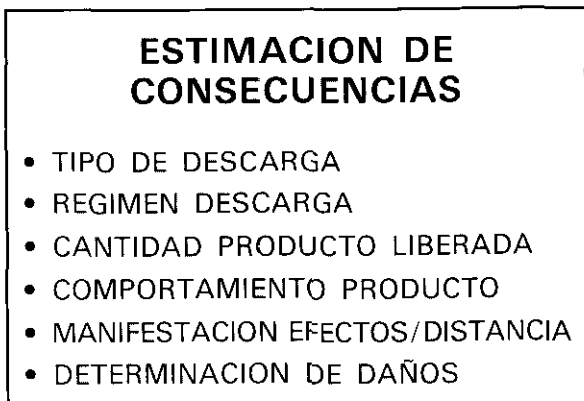 ESTIMACION DE
CONSECUENCIAS
• TIPO DE DESCARGA
• REGIMEN DESCARGA
• CANTIDAD PRODUCTO LIBERADA
• COMPORTAMIENTO PRODUCTO
• MANIFESTACION EFECTOS/DISTANCIA
• DETERMINACION DE DAÑOS